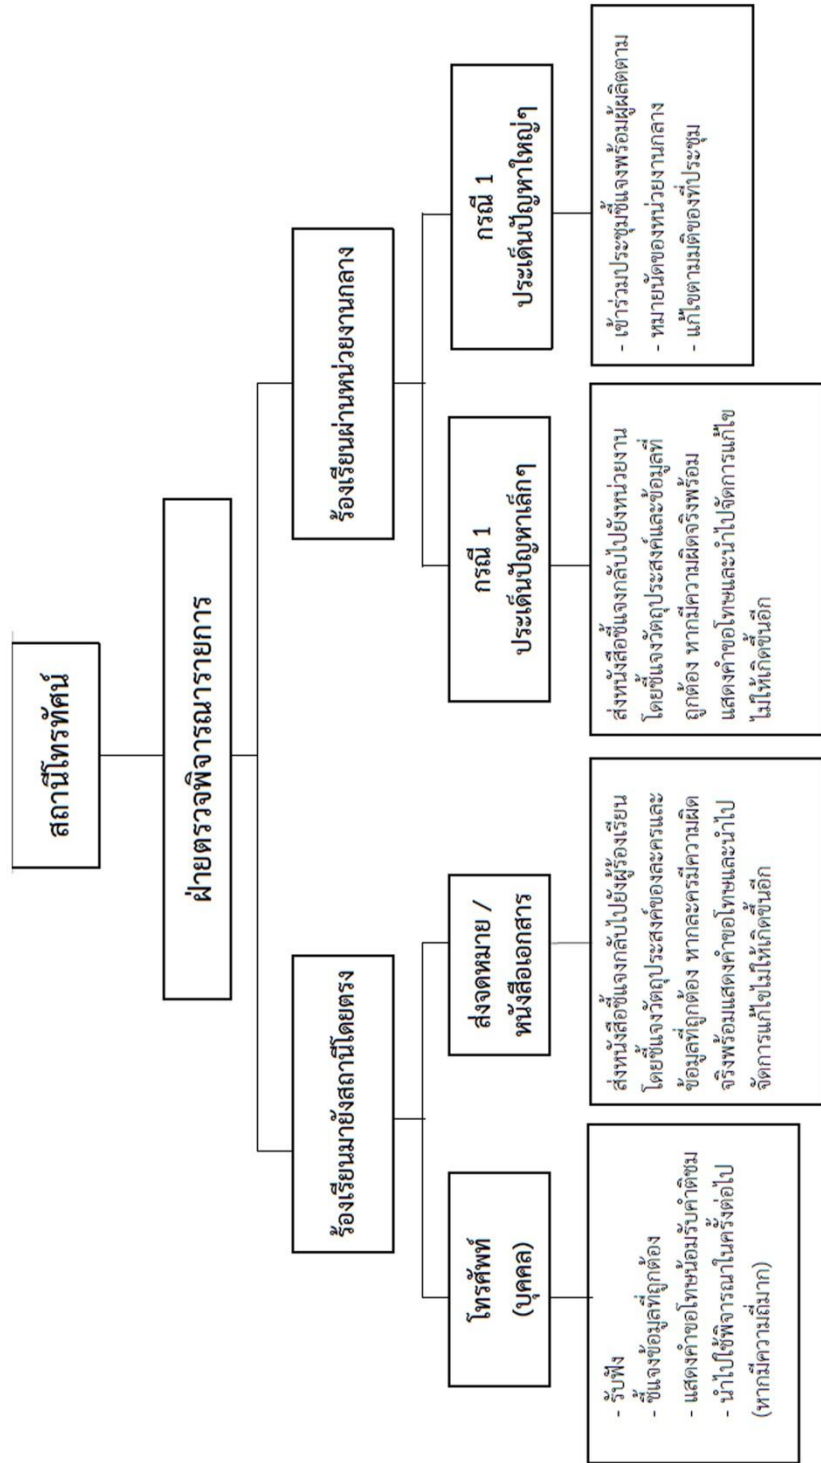 สถานีโทรทัศน์
ฝ่ายตรวจพิจารณารายการ
ร้องเรียนมายังสถานีโดยตรง
ร้องเรียนผ่านหน่วยงานกลาง
โทรศัพท์
(บุคคล)
ส่งจดหมาย /
หนังสือเอกสาร
กรณี 1
ประเด็นปัญหาเล็กๆ
กรณี 1
ประเด็นปัญหาใหญ่ๆ
- รับฟัง
- ชี้แจงข้อมูลที่ถูกต้อง
- แสดงคำขอโทษน้อมรับคำติชม
- นำไปใช้พิจารณาในครั้งต่อไป
(หากมีความถี่มาก)
ส่งหนังสือชี้แจงกลับไปยังผู้ร้องเรียน
โดยชี้แจงวัตถุประสงค์ของละครและ
ข้อมูลที่ถูกต้อง หากละครมีความผิด
จริงพร้อมแสดงคำขอโทษและนำไป
จัดการแก้ไขไม่ให้เกิดขึ้นอีก
ส่งหนังสือชี้แจงกลับไปยังหน่วยงาน
โดยชี้แจงวัตถุประสงค์และข้อมูลที่
ถูกต้อง หากมีความผิดจริงพร้อม
แสดงคำขอโทษและนำไปจัดการแก้ไข
ไม่ให้เกิดขึ้นอีก
- เข้าร่วมประชุมชี้แจงพร้อมผู้ผลิตตาม
- หมายนัดของหน่วยงานกลาง
- แก้ไขตามมติของที่ประชุม